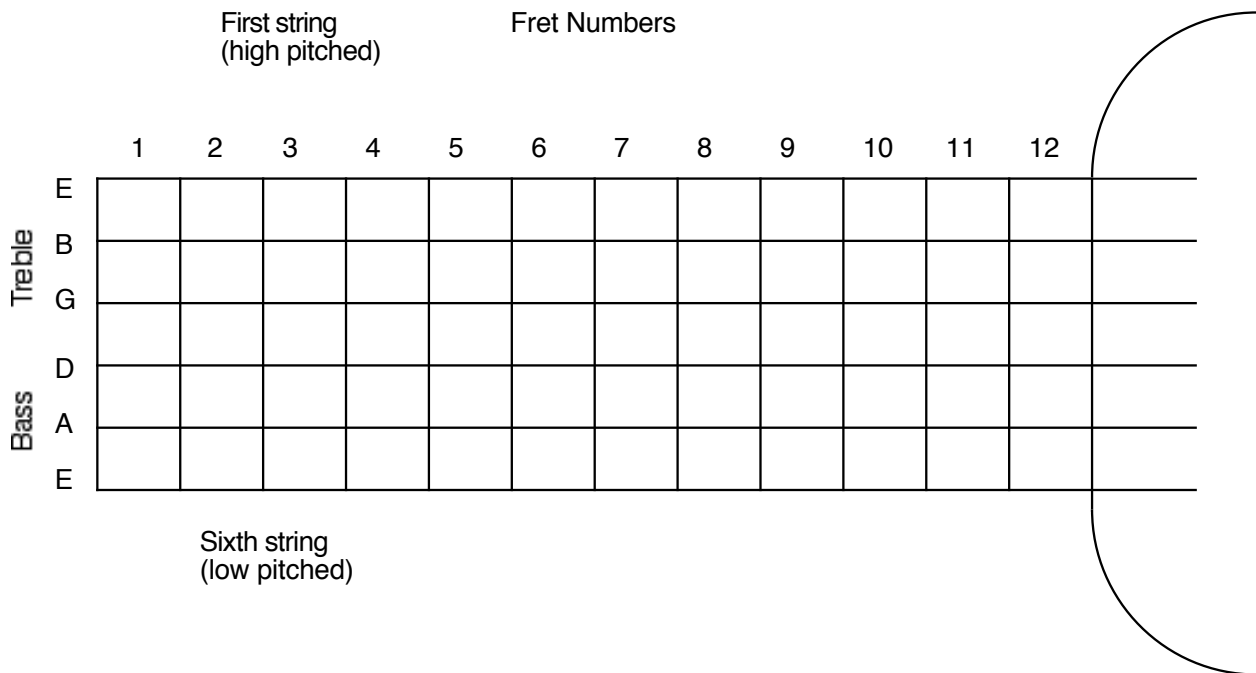 First string
(high pitched)
Fret Numbers
1 2 3 4 5 6 7 8 9 10 11 12
Treble
Bass
E
B
G
D
A
E
Sixth string
(low pitched)